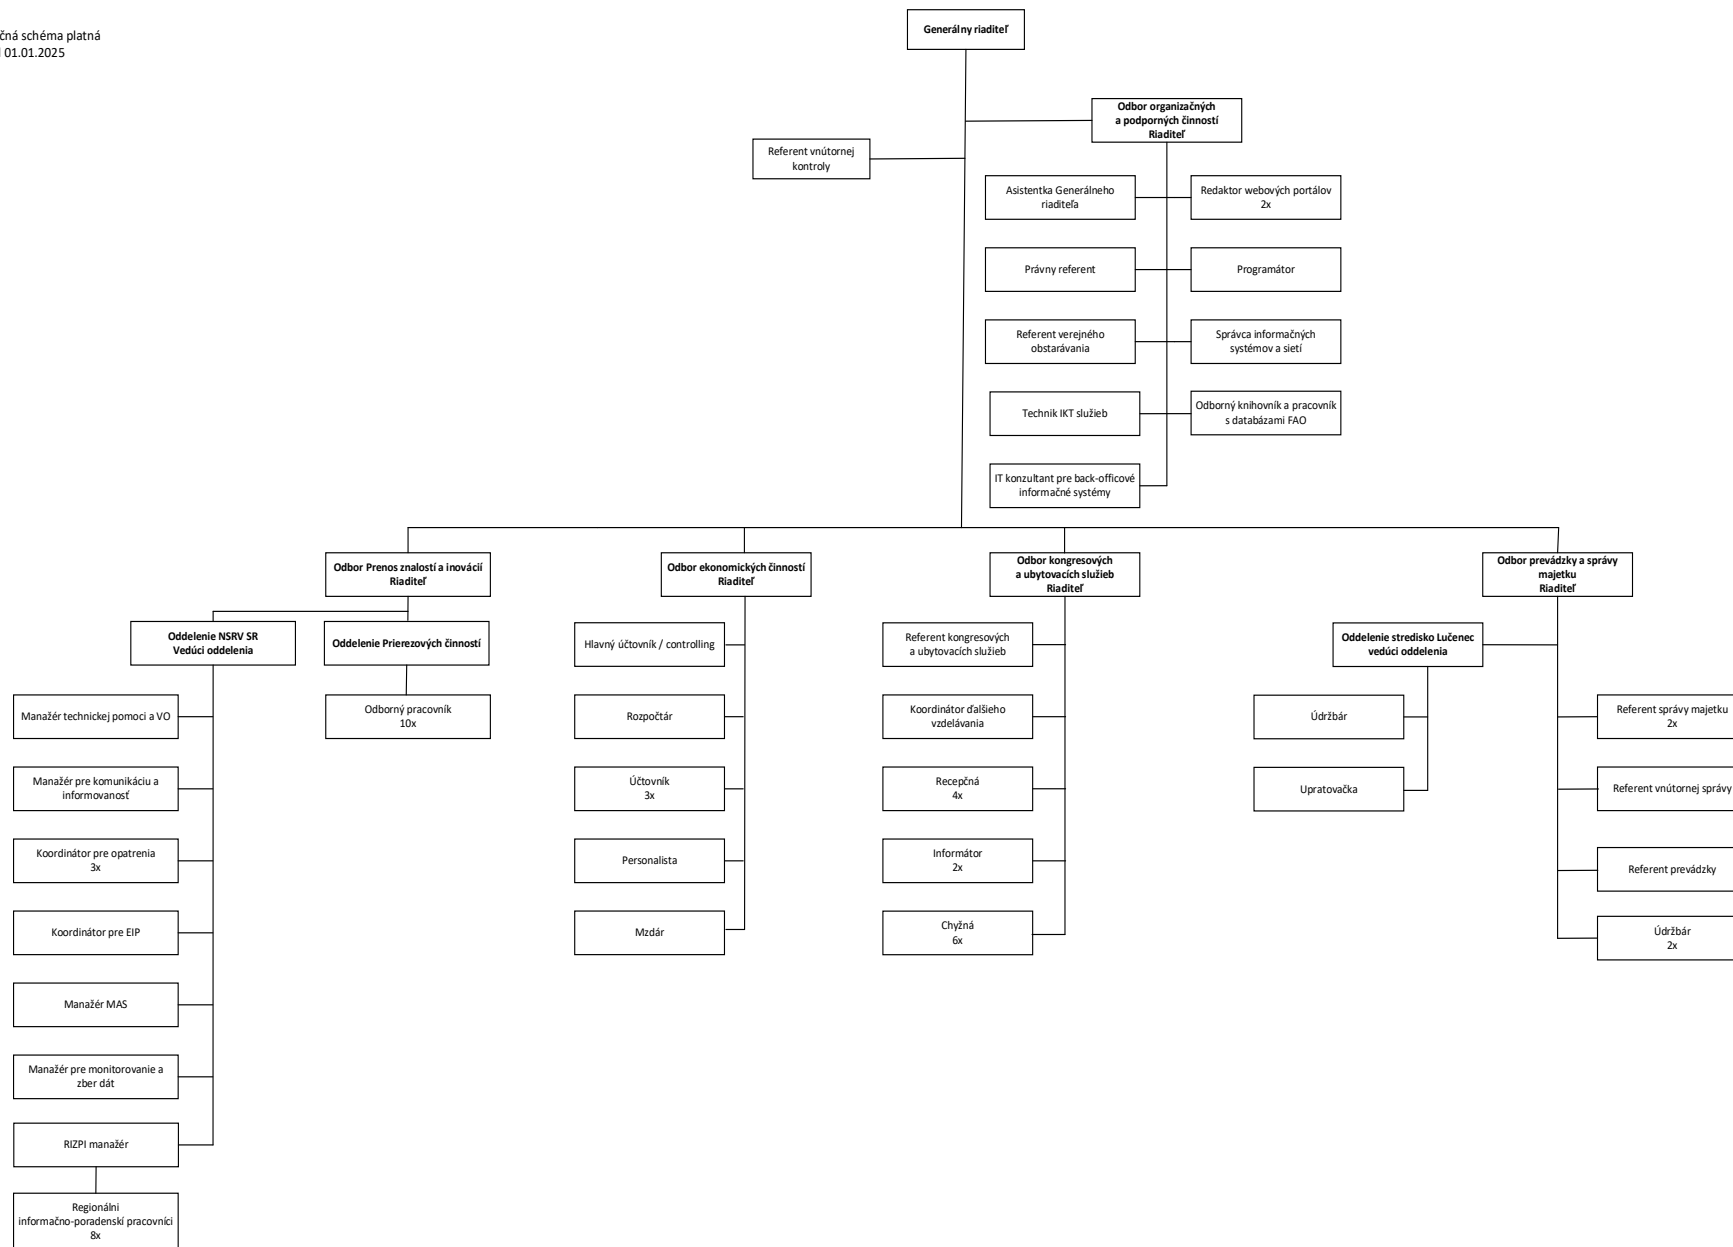 čná schéma platná
01.01.2025
Generálny riaditeľ
Odbor organizačných
a podporných činností
Riaditeľ
Referent vnútornej
kontroly
Asistentka Generálneho
riaditeľa
Redaktor webových portálov
2x
Právny referent
Programátor
Referent verejného
obstarávania
Správca informačných
systémov a sietí
Technik IKT služieb
Odborný knihovník a pracovník
s databázami FAO
IT konzultant pre back-officové
informačné systémy
Odbor Prenos znalostí a inovácií
Riaditeľ
Odbor ekonomických činností
Riaditeľ
Odbor kongresových
a ubytovacích služieb
Riaditeľ
Odbor prevádzky a správy
majetku
Riaditeľ
Oddelenie NSRV SR
Vedúci oddelenia
Oddelenie Prierezových činností
Manažér technickej pomoci a VO
Manažér pre komunikáciu a
informovanosť
Koordinátor pre opatrenia
3x
Koordinátor pre EIP
Manažér MAS
Manažér pre monitorovanie a
zber dát
RIZPI manažér
Regionálni
informačno-poradenskí pracovníci
8x
Odborný pracovník
10x
Hlavný účtovník / controlling
Rozpočtár
Účtovník
3x
Personalista
Mzdár
Referent kongresových
a ubytovacích služieb
Koordinátor ďalšieho
vzdelávania
Recepčná
4x
Informátor
2x
Chyžná
6x
Oddelenie stredisko Lučenec
vedúci oddelenia
Údržbár
Upratovačka
Referent správy majetku
2x
Referent vnútornej správy
Referent prevádzky
Údržbár
2x